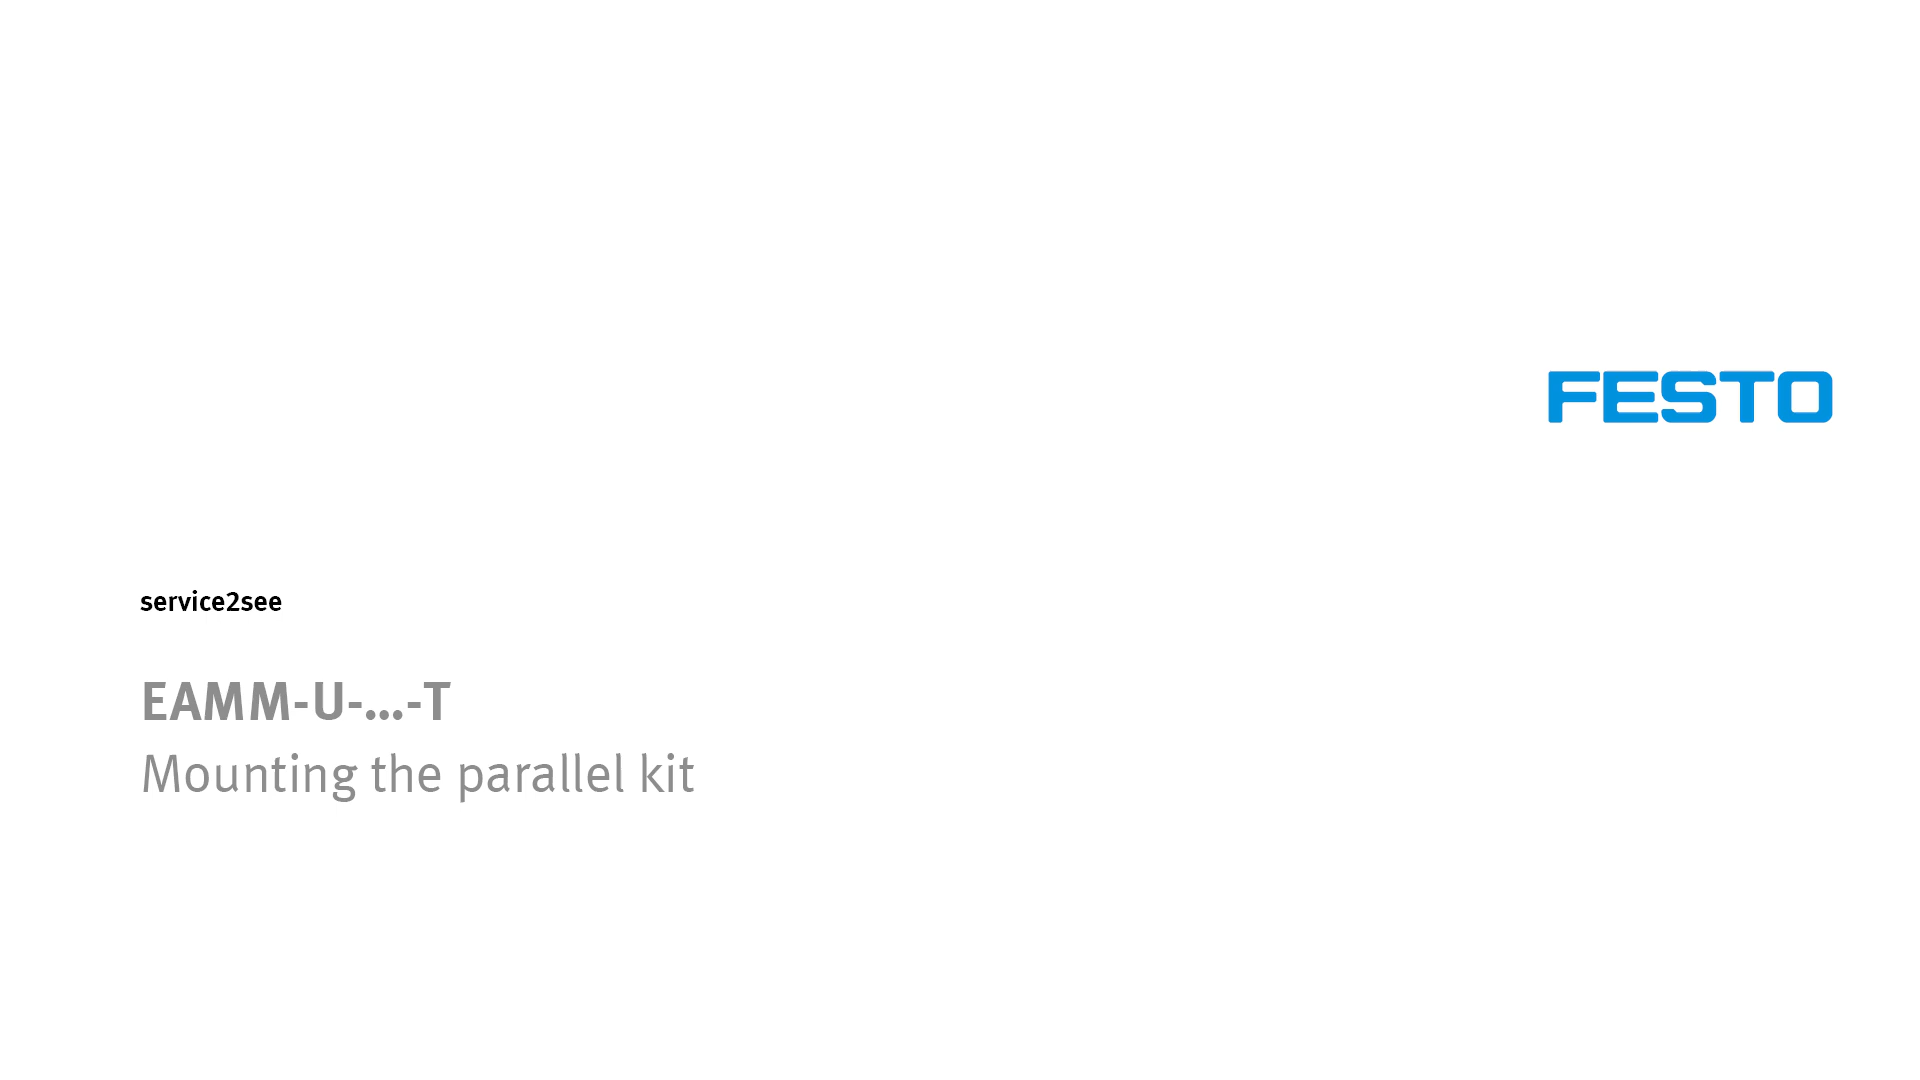 FESTO
service2see
EAMM-U-...-T
Mounting the parallel kit